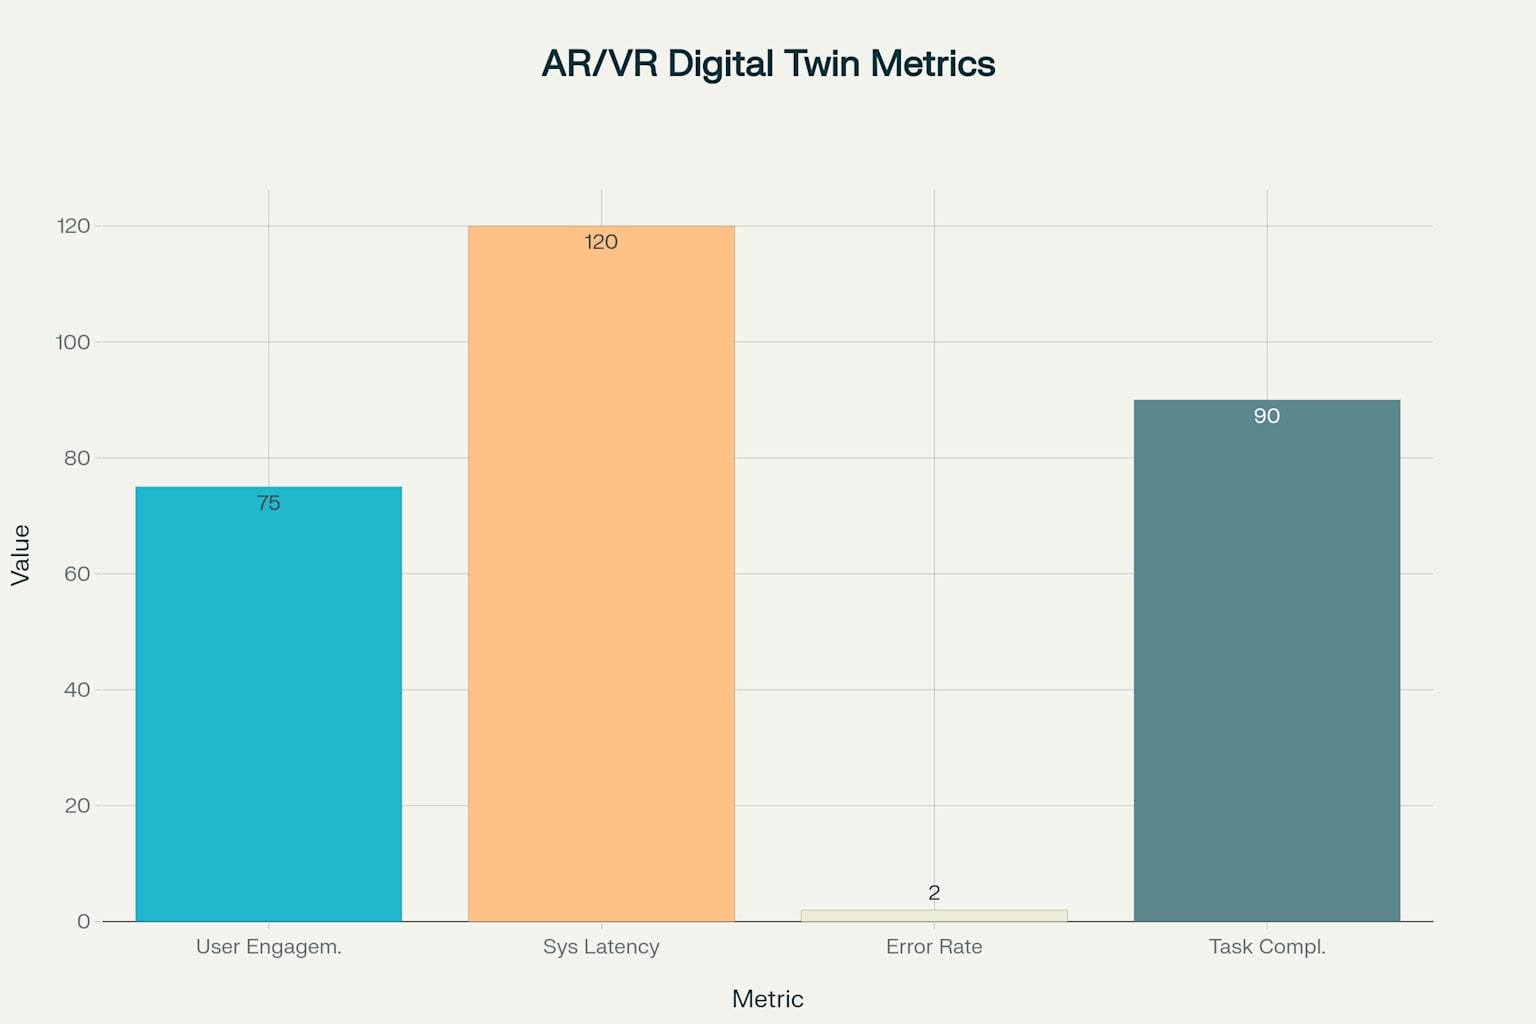 AR/VR Digital Twin Metrics
120
100
80
60
40
20
0
Value
75
120
2
90
User Engagem.
Sys Latency
Error Rate
Task Compl.
Metric